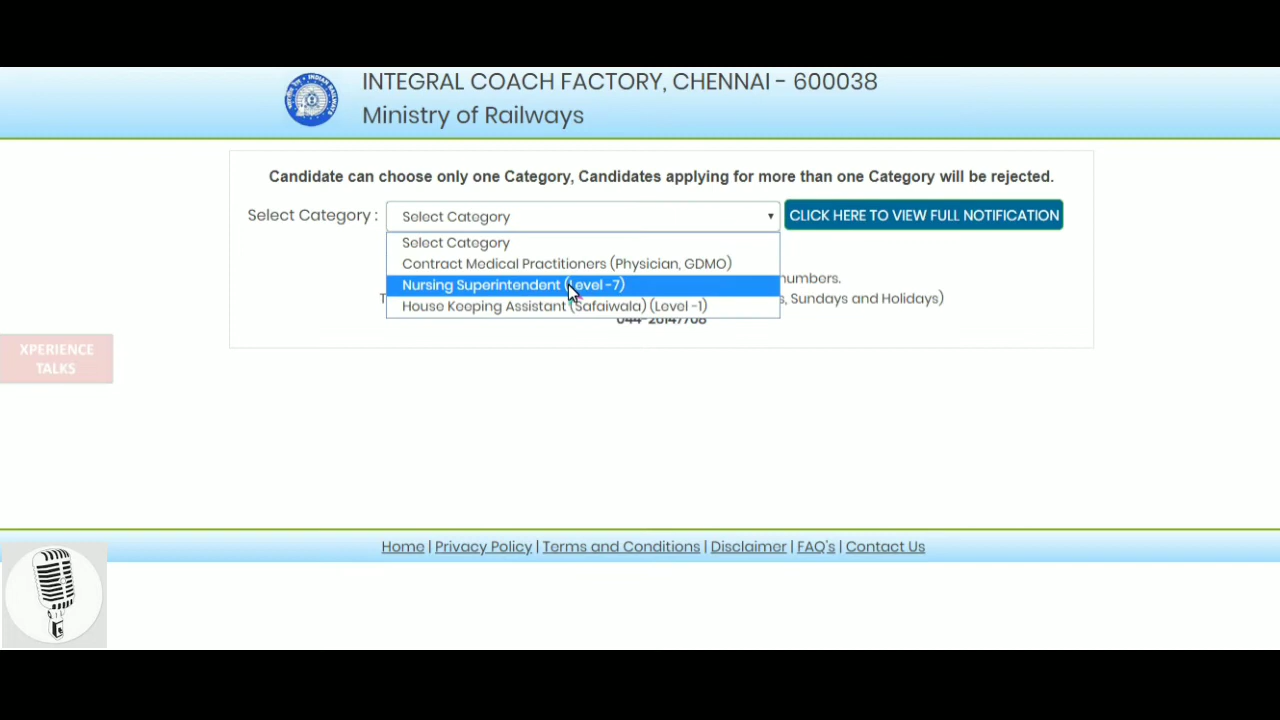 INTEGRAL COACH FACTORY, CHENNAI - 600038
Ministry of Railways
Candidate can choose only one Category, Candidates applying for more than one Category will be rejected.
Select Category : Select Category CLICK HERE TO VIEW FULL NOTIFICATION
Select Category
Contract Medical Practitioners (Physician, GDMO)
Nursing Superintendent (Level -7) numbers.
House Keeping Assistant (Safaiwala) (Level -1) Sundays and Holidays)
044-26147708
XPERIENCE
TALKS
Home | Privacy Policy | Terms and Conditions | Disclaimer | FAQ's | Contact Us